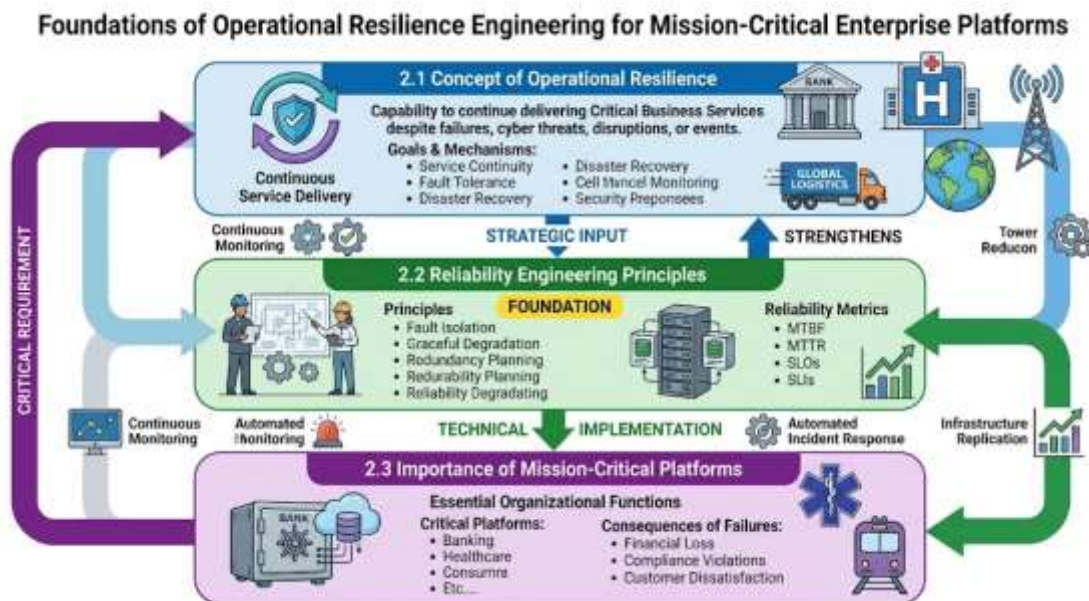 Foundations of Operational Resilience Engineering for Mission-Critical Enterprise Platforms
2.1 Concept of Operational Resilience
Capability to continue delivering Critical Business Services
despite failures, cyber threats, disruptions, or events.
Goals & Mechanisms:
• Service Continuity
• Fault Tolerance
• Disaster Recovery
• Disaster Recovery
• Cell Mancel Monitoring
• Security Preponsees
Continuous
Service Delivery
BANK
H
GLOBAL
LOGISTICS
Continuous
Monitoring
STRATEGIC INPUT
STRENGTHENS
Tower
Reducon
CRITICAL REQUIREMENT
2.2 Reliability Engineering Principles
FOUNDATION
Principles
• Fault Isolation
• Graceful Degradation
• Rodundancy Planning
• Redurability Planning
• Reliability Degradating
Reliability Metrics
• MTBF
• MTTR
• SLOs
• SLIs
Continuous
Monitoring
Automated
Monitoring
TECHNICAL IMPLEMENTATION
Automated
Incident Response
Infrastructure
Replication
2.3 Importance of Mission-Critical Platforms
Essential Organizational Functions
BANK
Critical Platforms:
• Banking
• Healthcare
• Consumre
• Etc....
Consequences of Failures:
• Financial Loss
• Compliance Violations
• Customer Dissatisfaction